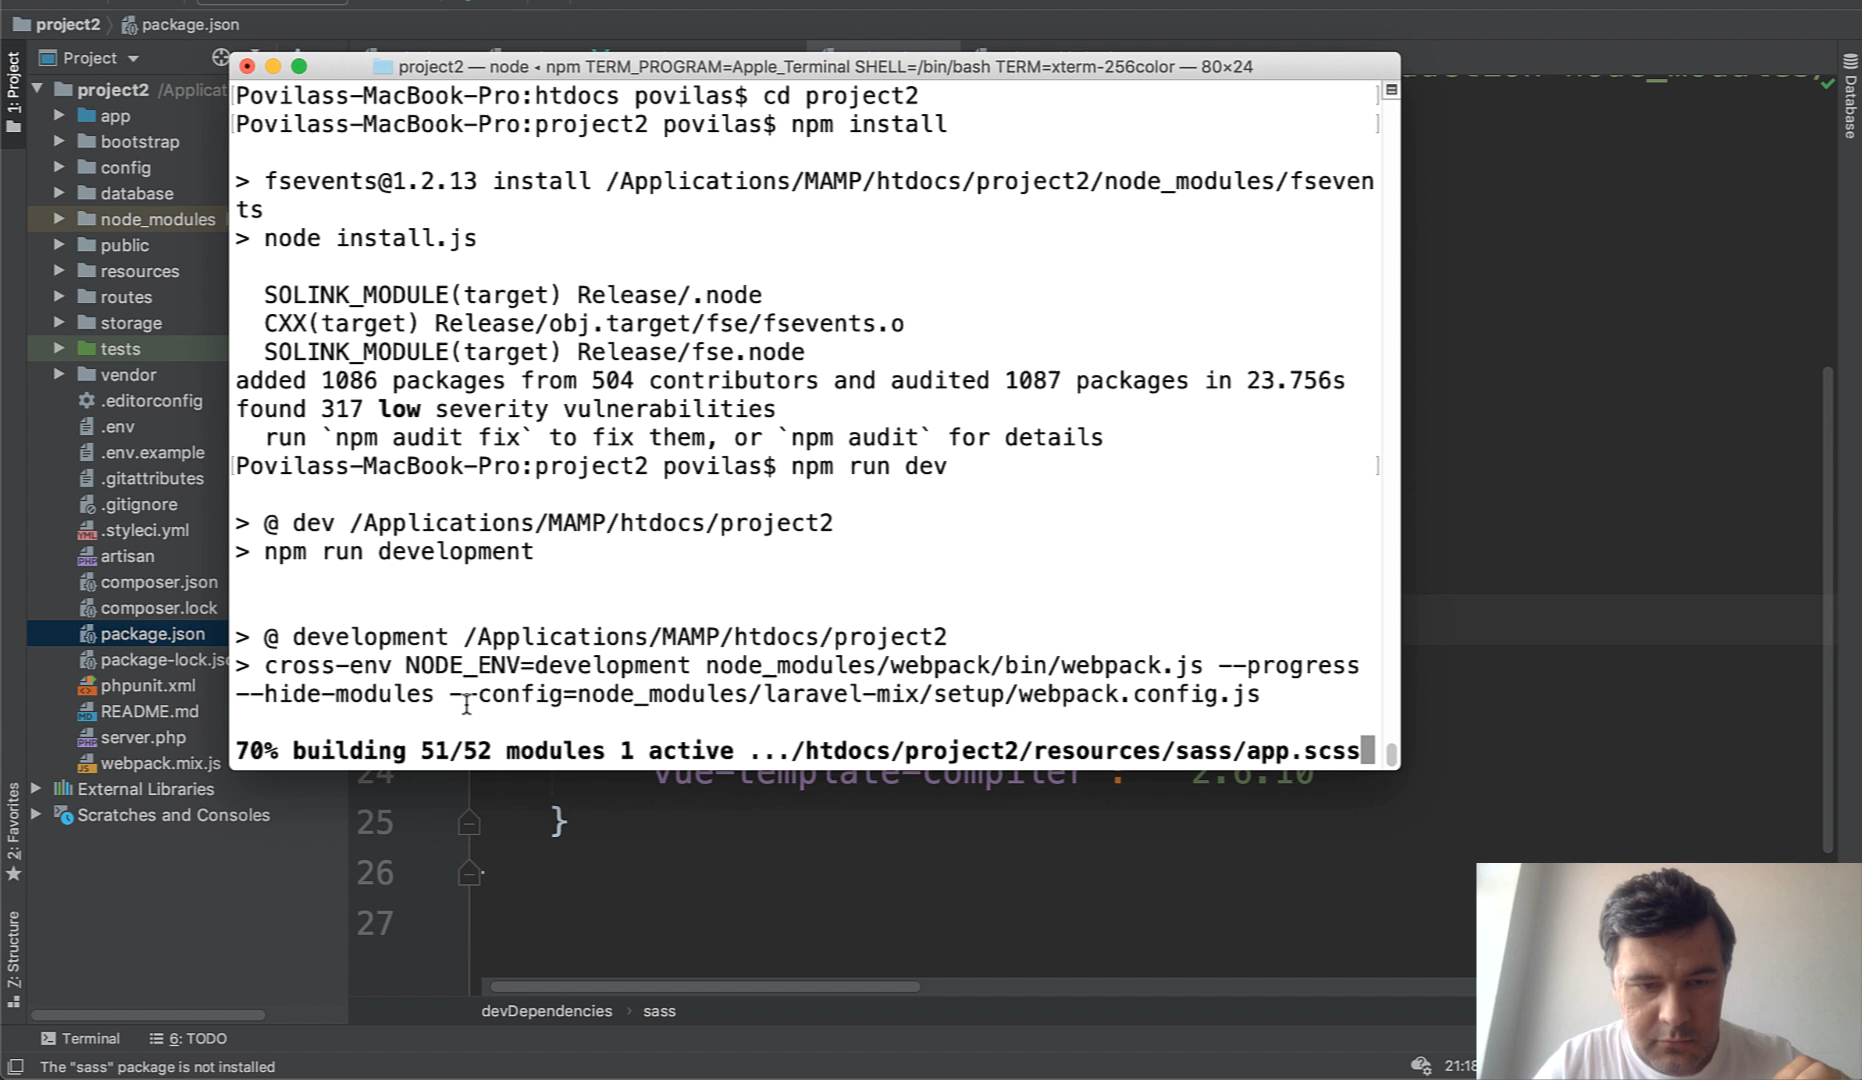 project2 package.json
Project
project2 /Applicat
app
bootstrap
config
database
node_modules
public
resources
routes
storage
tests
vendor
.editorconfig
.env
.env.example
.gitattributes
.gitignore
.styleci.yml
artisan
composer.json
composer.lock
package.json
package-lock.jsc
phpunit.xml
README.md
server.php
webpack.mix.js
External Libraries
Scratches and Consoles
1: Project
2: Favorites
Z: Structure
Database
project2 — node ◂ npm TERM_PROGRAM=Apple_Terminal SHELL=/bin/bash TERM=xterm-256color — 80×24
[Povilass-MacBook-Pro:htdocs povilas$ cd project2 ]
[Povilass-MacBook-Pro:project2 povilas$ npm install ]
> fsevents@1.2.13 install /Applications/MAMP/htdocs/project2/node_modules/fseven
ts
> node install.js
SOLINK_MODULE(target) Release/.node
CXX(target) Release/obj.target/fse/fsevents.o
SOLINK_MODULE(target) Release/fse.node
added 1086 packages from 504 contributors and audited 1087 packages in 23.756s
found 317 low severity vulnerabilities
run `npm audit fix` to fix them, or `npm audit` for details
[Povilass-MacBook-Pro:project2 povilas$ npm run dev ]
> @ dev /Applications/MAMP/htdocs/project2
> npm run development
> @ development /Applications/MAMP/htdocs/project2
> cross-env NODE_ENV=development node_modules/webpack/bin/webpack.js --progress
--hide-modules --config=node_modules/laravel-mix/setup/webpack.config.js
70% building 51/52 modules 1 active .../htdocs/project2/resources/sass/app.scss
24 vue-template-compiler : 2.6.10
25 }
26
27
devDependencies › sass
Terminal 6: TODO
The "sass" package is not installed
21:18